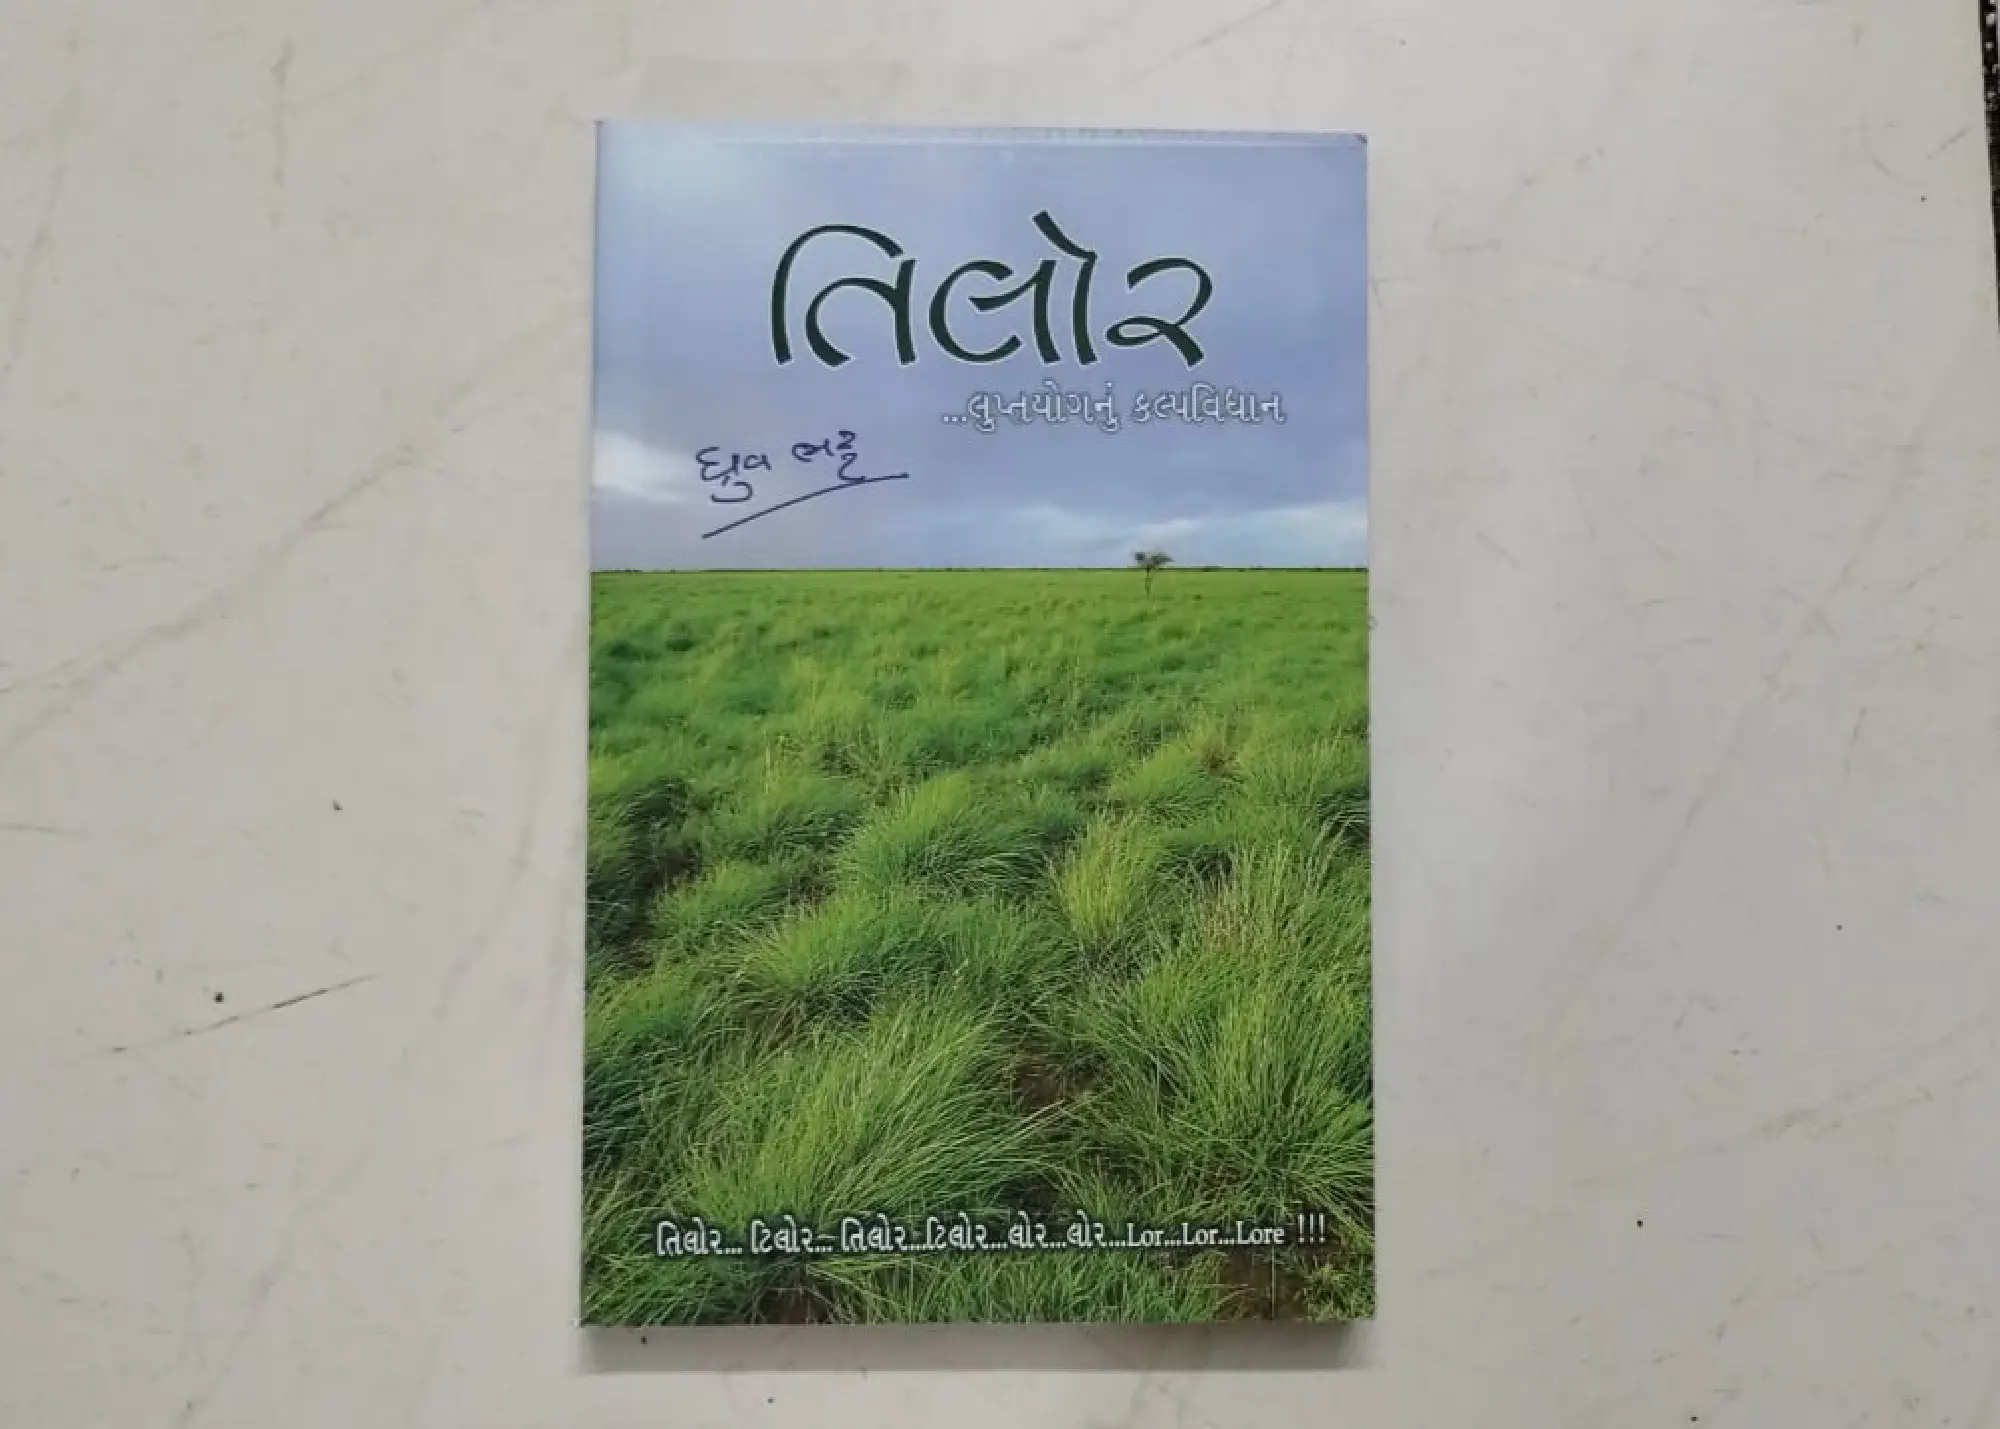 તિલોર
...લુપ્તયોગનું કલ્પવિધાન
ધ્રુવ ભટ્ટ
તિલોર... ટિલોર... તિલોર...ટિલોર...લોર...લોર...Lor...Lor...Lore !!!